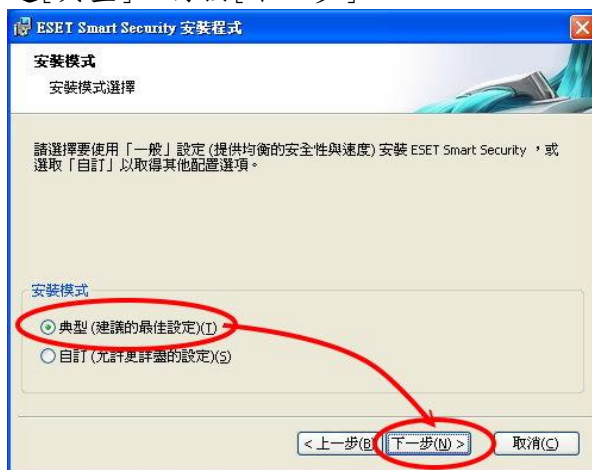 ESET Smart Security 安裝程式
安裝模式
安裝模式選擇
請選擇要使用「一般」設定 (提供均衡的安全性與速度) 安裝 ESET Smart Security ，或
選取「自訂」以取得其他配置選項。
安裝模式
典型 (建議的最佳設定)(T)
自訂 (允許更詳盡的設定)(S)
< 上一步(B) 下一步(N) > 取消(C)